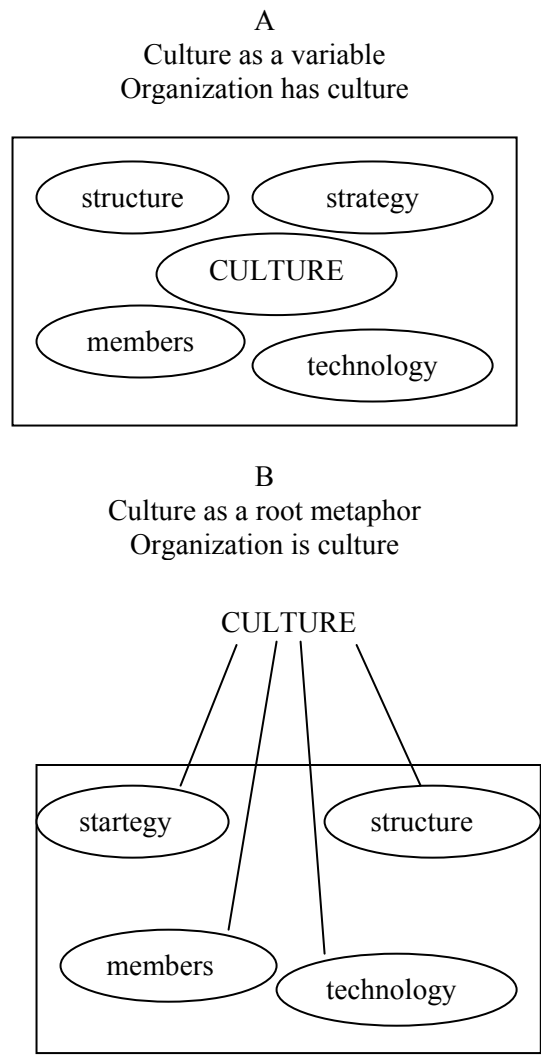 A
Culture as a variable
Organization has culture
structure
strategy
CULTURE
members
technology
B
Culture as a root metaphor
Organization is culture
CULTURE
startegy
structure
members
technology